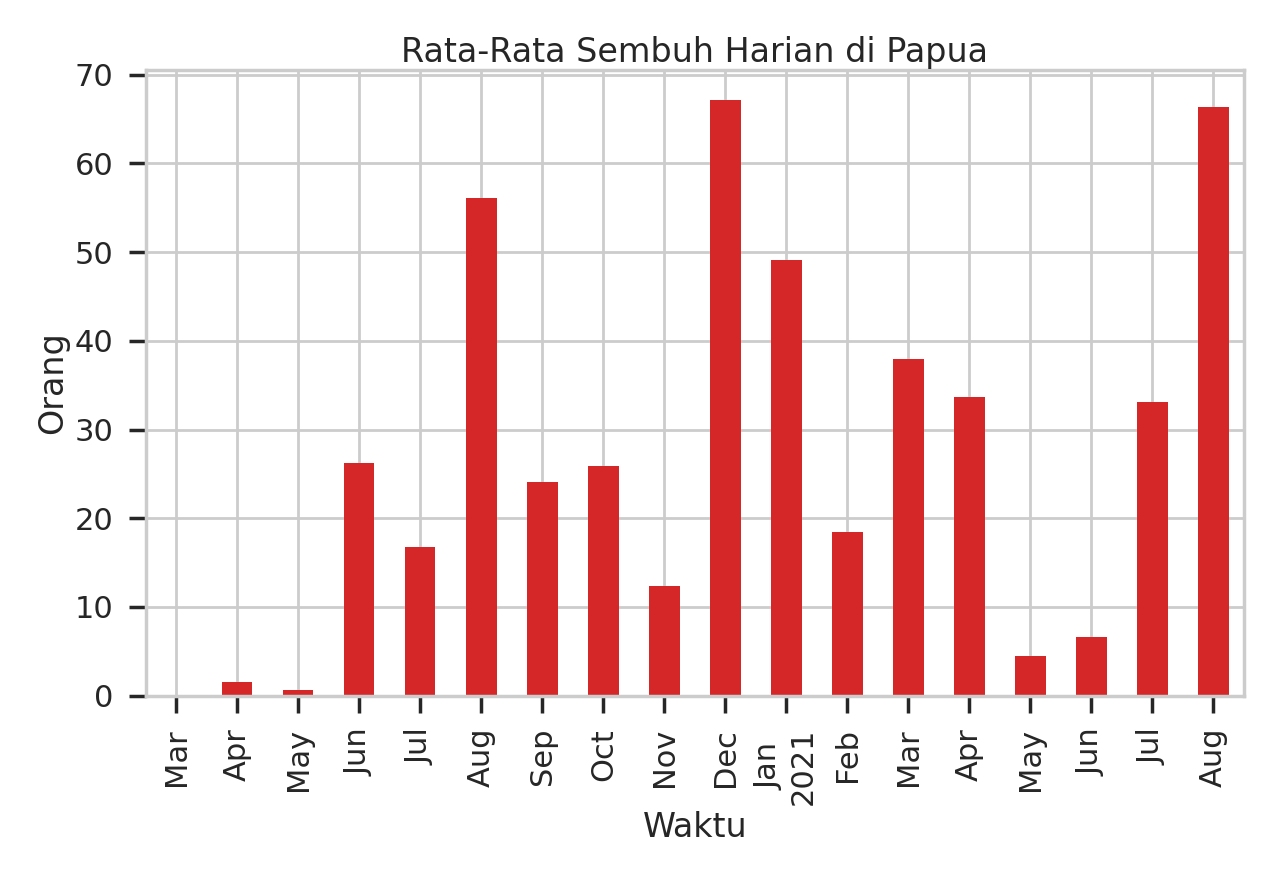 Rata-Rata Sembuh Harian di Papua
Orang
70
60
50
40
30
20
10
0
Mar
Apr
May
Jun
Jul
Aug
Sep
Oct
Nov
Dec
Jan
2021
Feb
Mar
Apr
May
Jun
Jul
Aug
Waktu